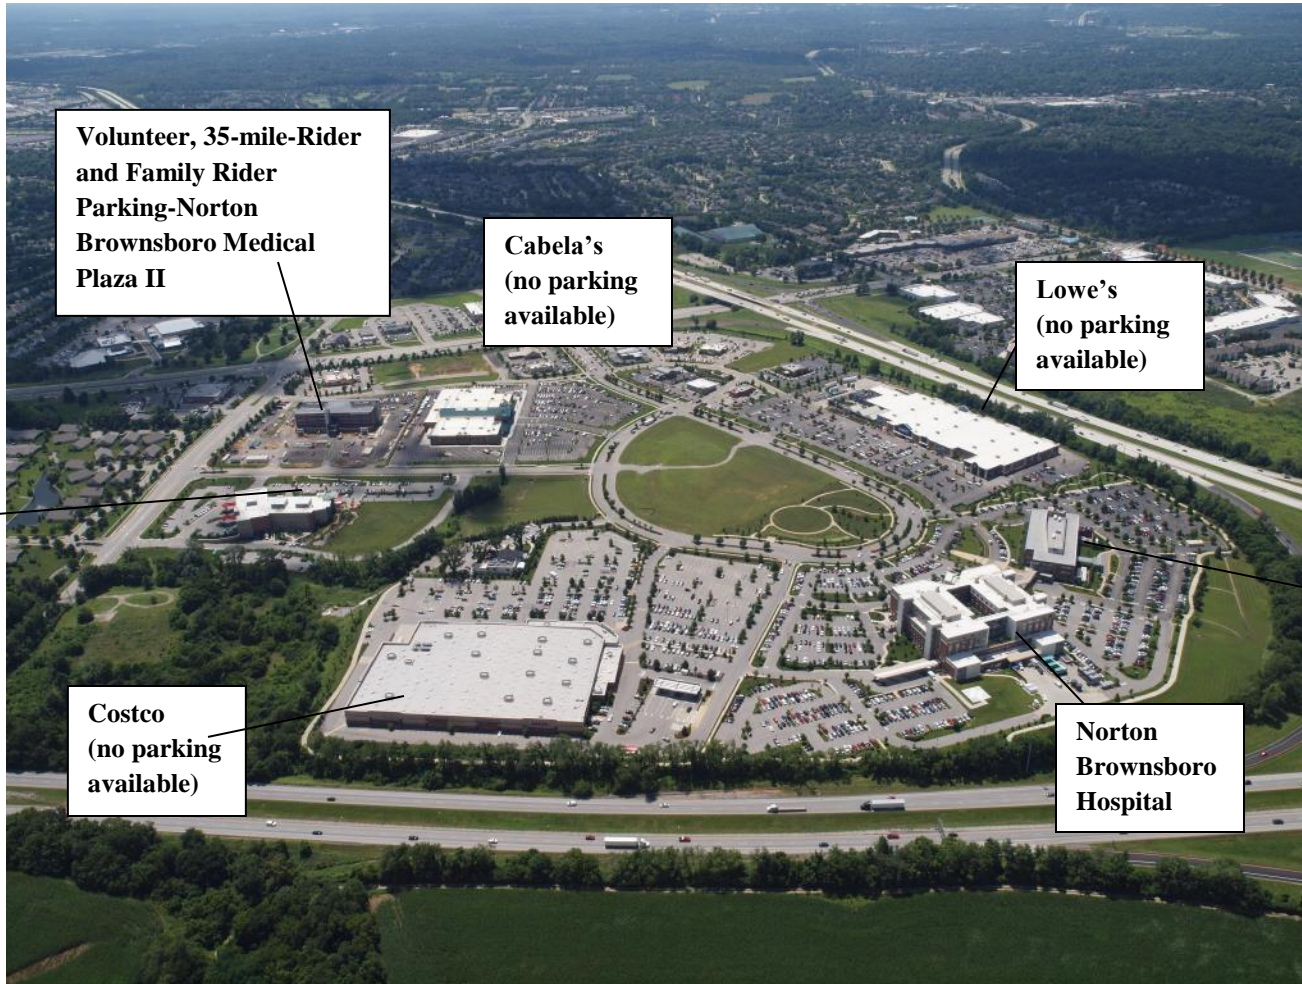 Volunteer, 35-mile-Rider
and Family Rider
Parking-Norton
Brownsboro Medical
Plaza II
Cabela’s
(no parking
available)
Lowe’s
(no parking
available)
Costco
(no parking
available)
Norton
Brownsboro
Hospital